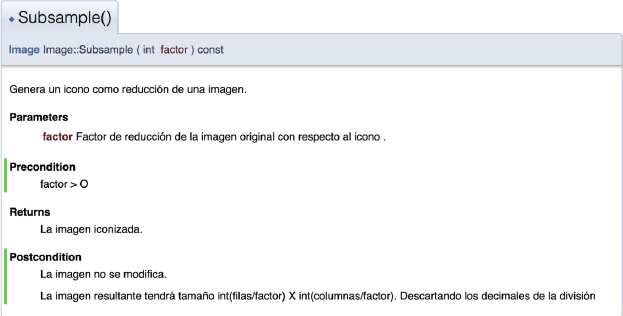 ◆ Subsample()
Image Image::Subsample ( int factor ) const
Genera un icono como reducción de una imagen.
Parameters
factor Factor de reducción de la imagen original con respecto al icono .
Precondition
factor > O
Returns
La imagen iconizada.
Postcondition
La imagen no se modifica.
La imagen resultante tendrá tamaño int(filas/factor) X int(columnas/factor). Descartando los decimales de la división